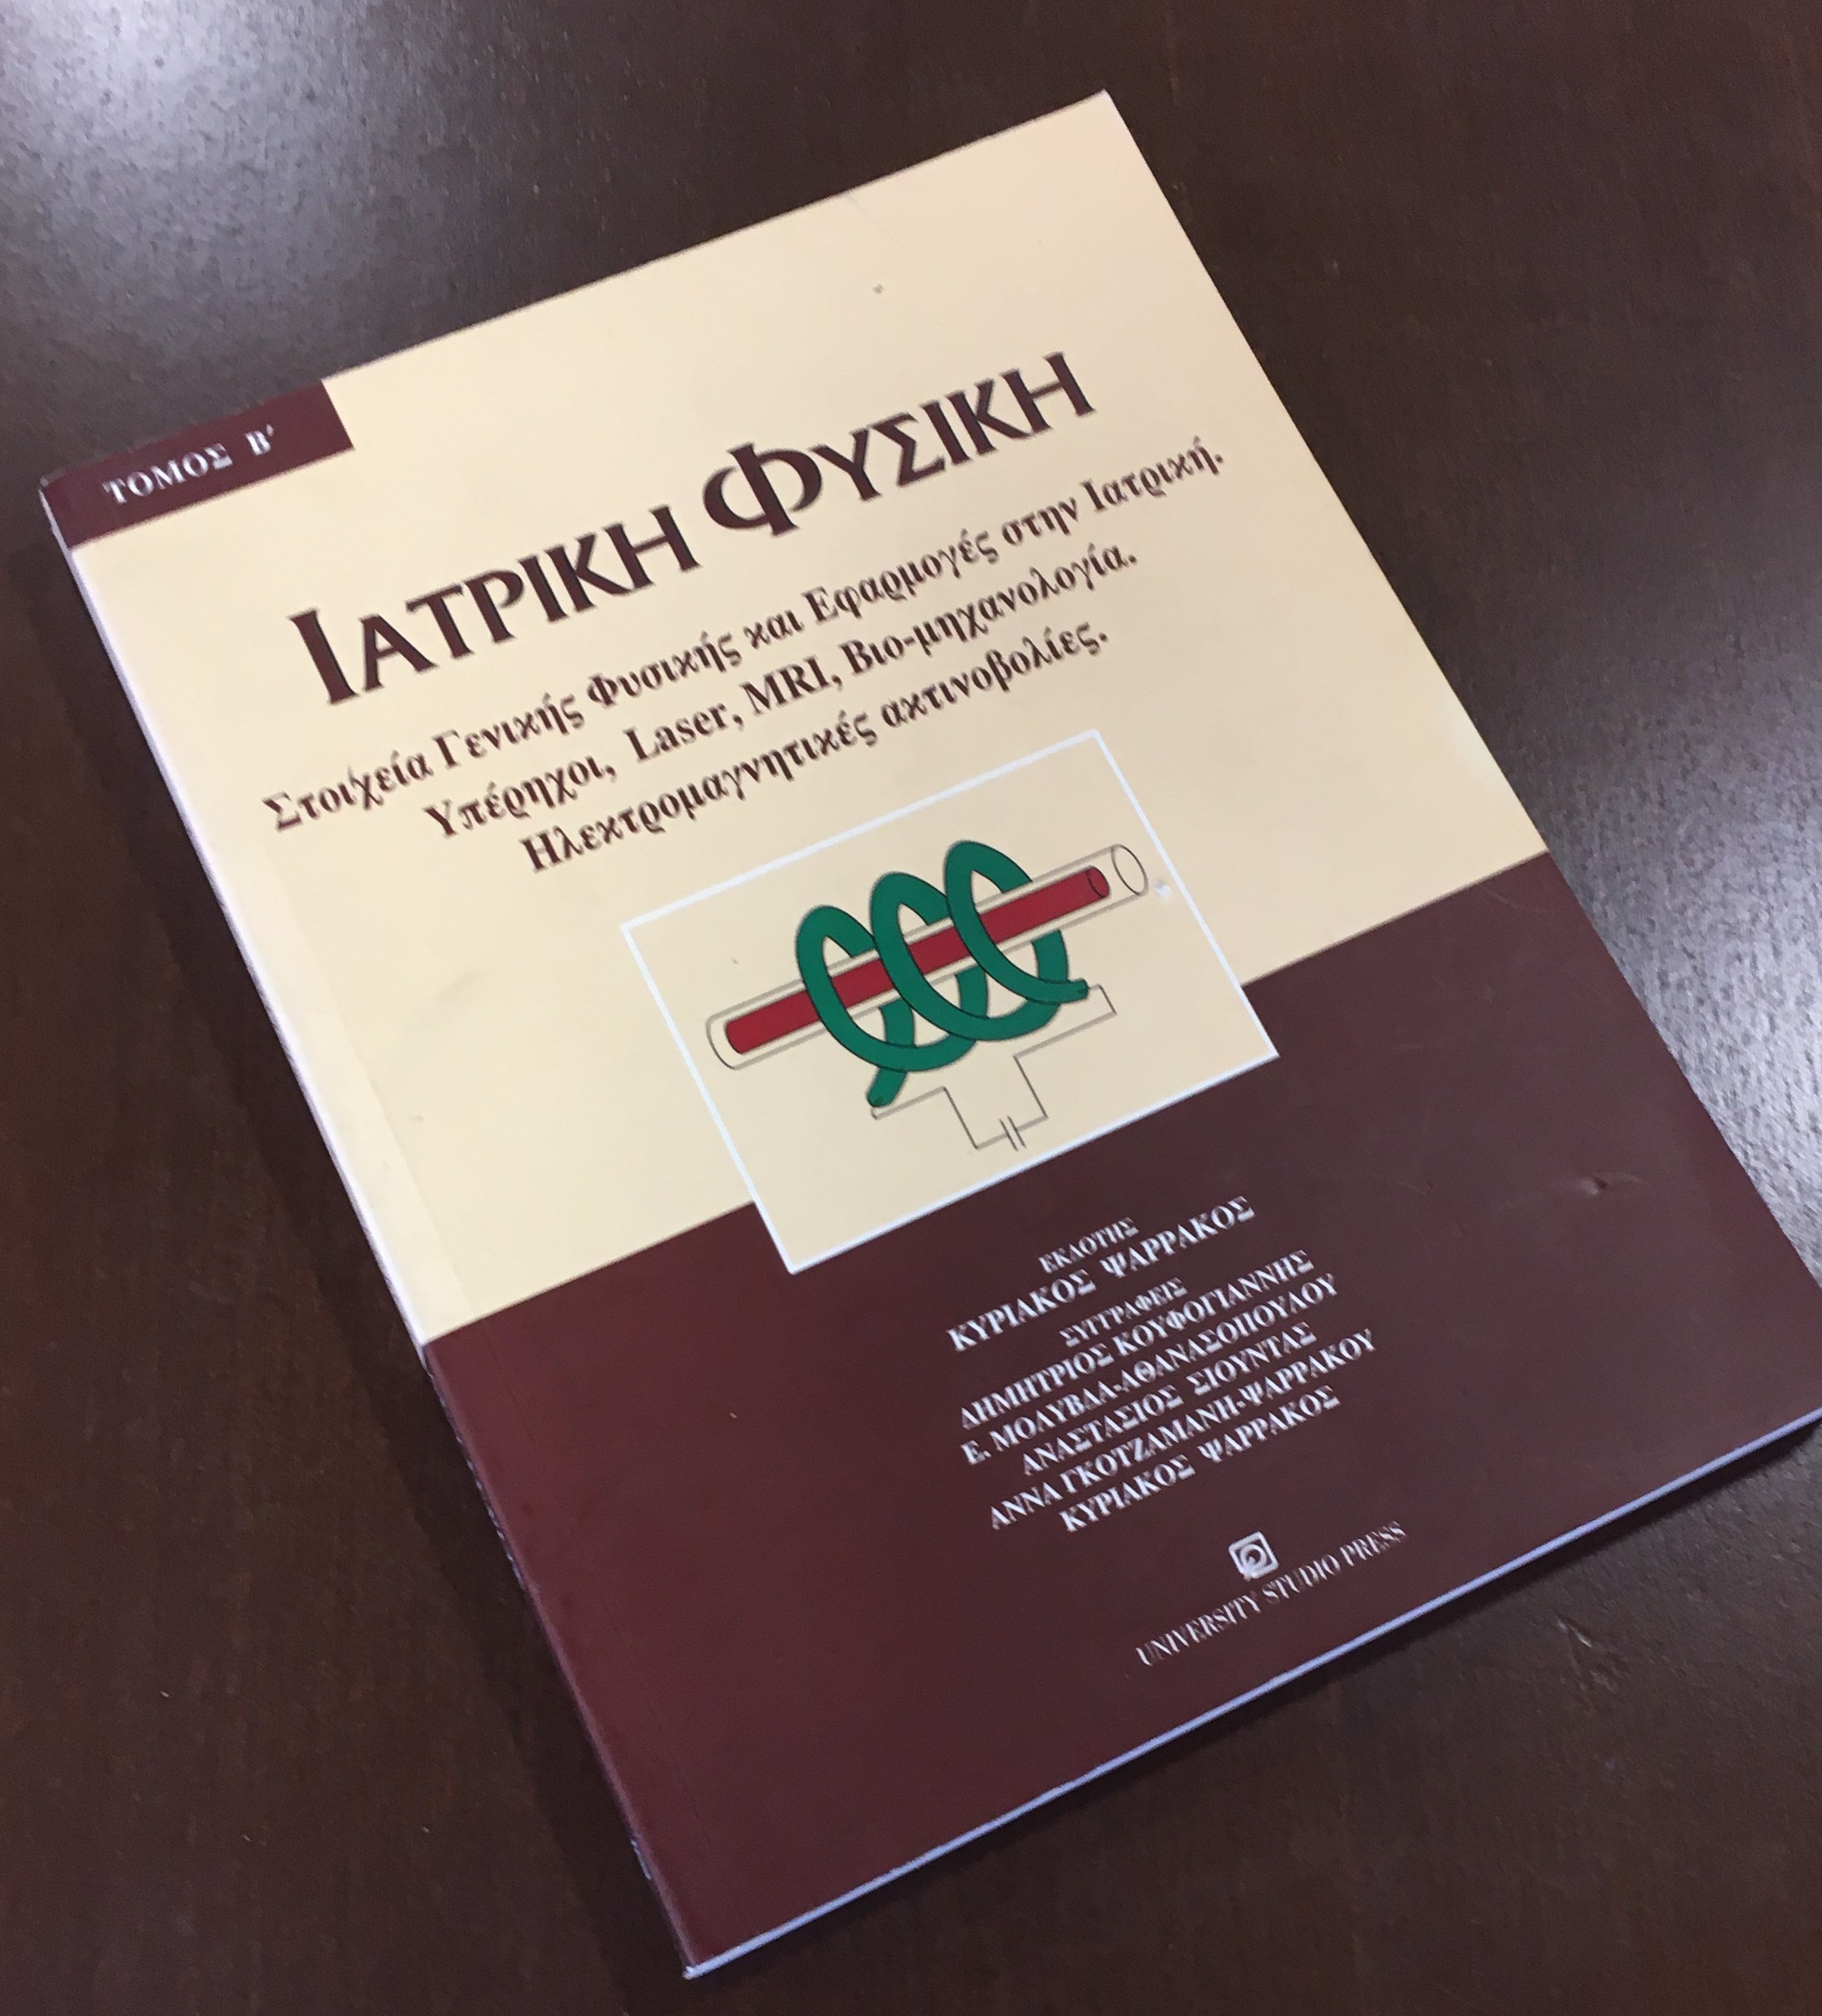 ΤΟΜΟΣ Β'
ΙΑΤΡΙΚΗ ΦΥΣΙΚΗ
Στοιχεία Γενικής Φυσικής και Εφαρμογές στην Ιατρική.
Υπέρηχοι, Laser, MRI, Βιο-μηχανολογία.
Ηλεκτρομαγνητικές ακτινοβολίες.
ΕΚΔΟΤΗΣ
ΚΥΡΙΑΚΟΣ ΨΑΡΡΑΚΟΣ
ΣΥΓΓΡΑΦΕΙΣ
ΔΗΜΗΤΡΙΟΣ ΚΟΥΦΟΓΙΑΝΝΗΣ
Ε. ΜΟΛΥΒΔΑ-ΑΘΑΝΑΣΟΠΟΥΛΟΥ
ΑΝΑΣΤΑΣΙΟΣ ΣΙΟΥΝΤΑΣ
ΑΝΝΑ ΓΚΟΤΖΑΜΑΝΗ-ΨΑΡΡΑΚΟΥ
ΚΥΡΙΑΚΟΣ ΨΑΡΡΑΚΟΣ
UNIVERSITY STUDIO PRESS